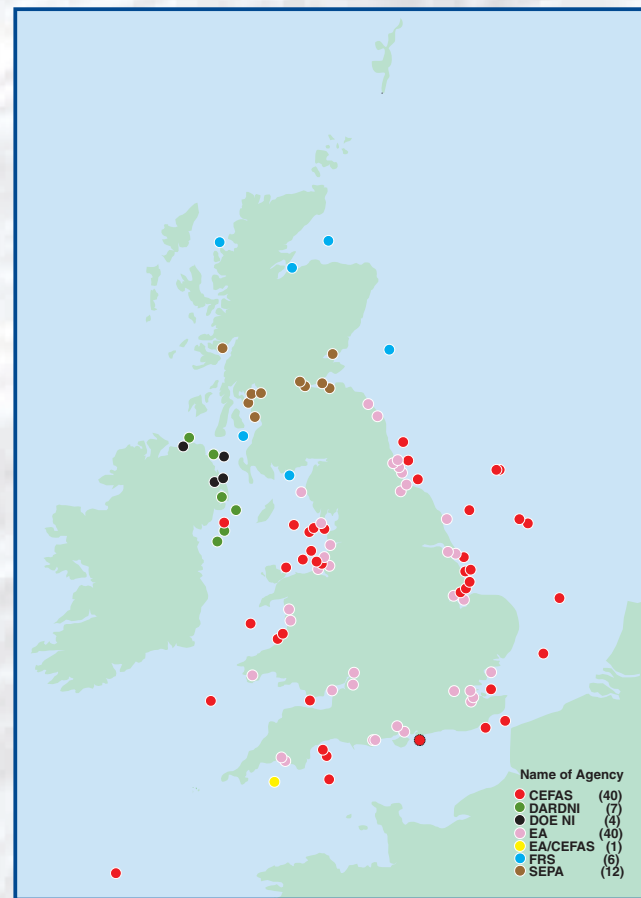 Name of Agency
CEFAS (40)
DARDNI (7)
DOE NI (4)
EA (40)
EA/CEFAS (1)
FRS (6)
SEPA (12)